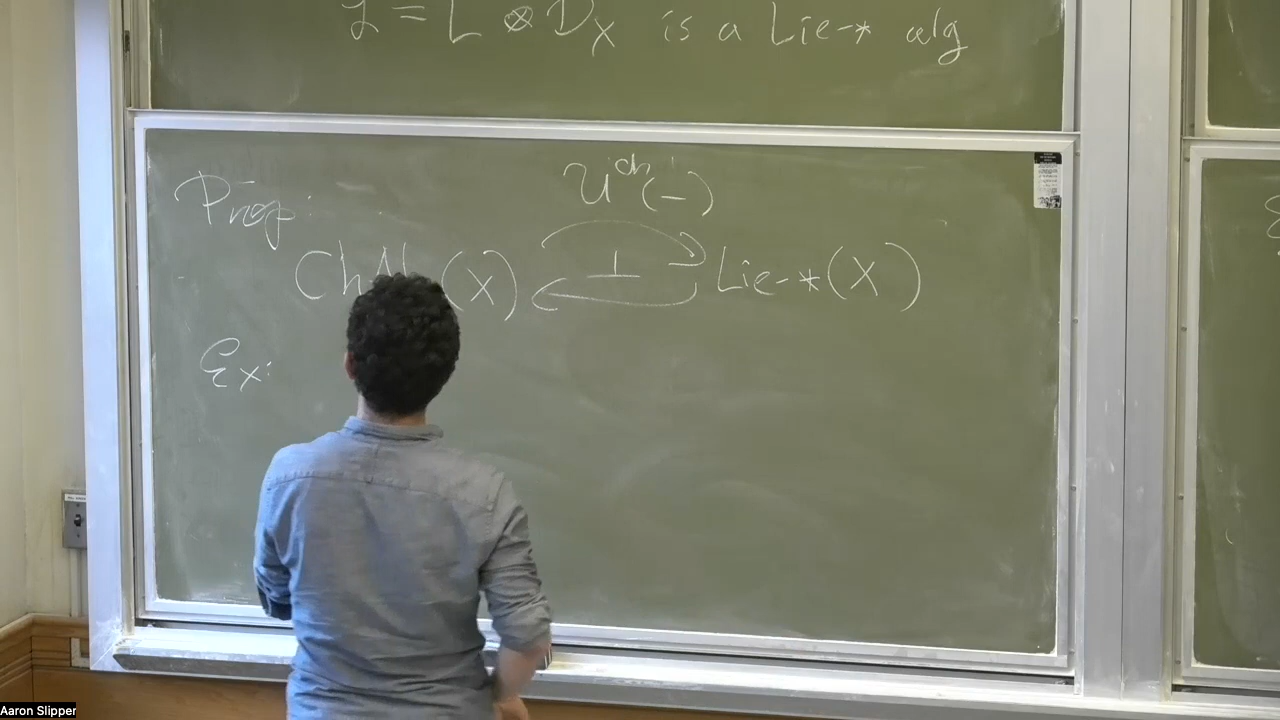 L = L ⊗ D_X is a Lie-* alg
Prop:
U^ch(-)
(X) ⊥ Lie-*(X)
Ex:
Aaron Slipper